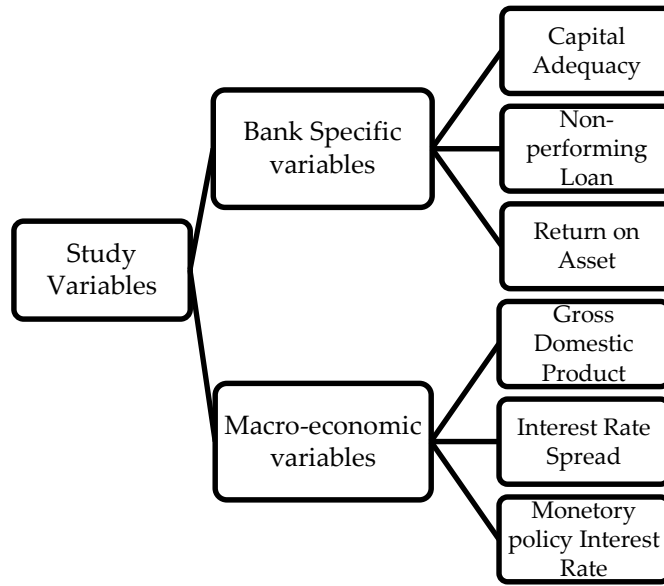 Study
Variables
Bank Specific
variables
Capital
Adequacy
Non-
performing
Loan
Return on
Asset
Macro-economic
variables
Gross
Domestic
Product
Interest Rate
Spread
Monetory
policy Interest
Rate